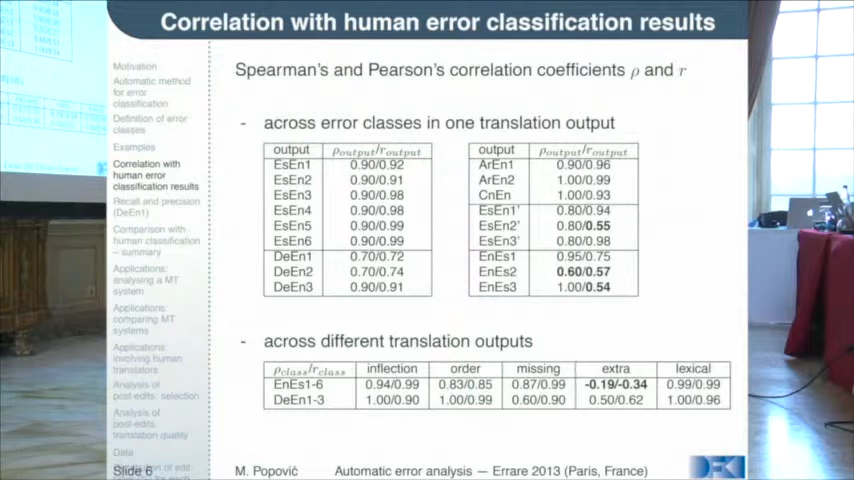 Correlation with human error classification results
Motivation
Automatic method
for error
classification
Definition of error
classes
Examples
Correlation with
human error
classification results
Recall and precision
(DeEn1)
Comparison with
human classification
– summary
Applications:
analysing a MT
system
Applications:
comparing MT
systems
Applications:
involving human
translators
Analysis of
post-edits: selection
Analysis of
post-edits:
translation quality
Data
Slide 6
Spearman's and Pearson's correlation coefficients ρ and r
- across error classes in one translation output
output ρoutput/routput
EsEn1 0.90/0.92
EsEn2 0.90/0.91
EsEn3 0.90/0.98
EsEn4 0.90/0.98
EsEn5 0.90/0.99
EsEn6 0.90/0.99
DeEn1 0.70/0.72
DeEn2 0.70/0.74
DeEn3 0.90/0.91
output ρoutput/routput
ArEn1 0.90/0.96
ArEn2 1.00/0.99
CnEn 1.00/0.93
EsEn1' 0.80/0.94
EsEn2' 0.80/0.55
EsEn3' 0.80/0.98
EnEs1 0.95/0.75
EnEs2 0.60/0.57
EnEs3 1.00/0.54
- across different translation outputs
ρclass/rclass inflection order missing extra lexical
EnEs1-6 0.94/0.99 0.83/0.85 0.87/0.99 -0.19/-0.34 0.99/0.99
DeEn1-3 1.00/0.90 1.00/0.99 0.60/0.90 0.50/0.62 1.00/0.96
M. Popović Automatic error analysis — Errare 2013 (Paris, France)
DFKI